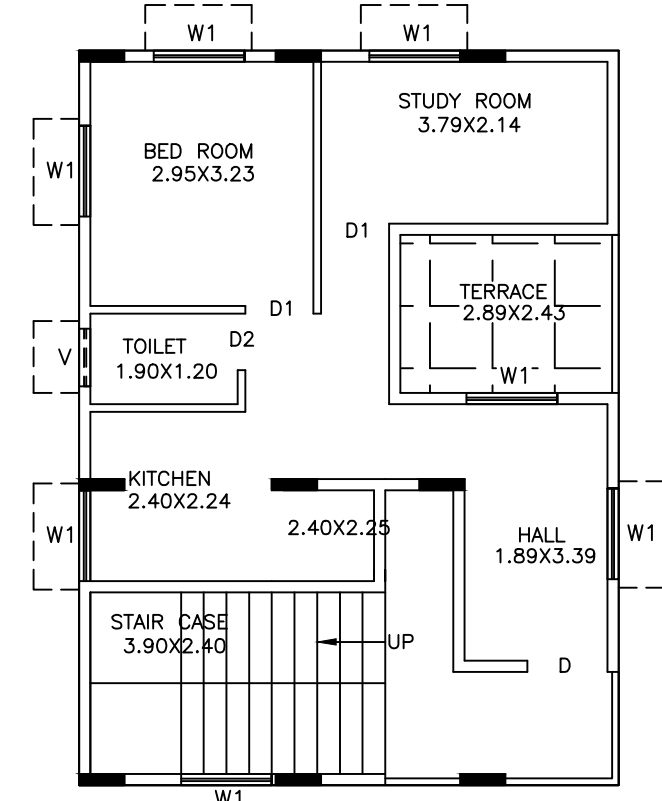 W1
W1
STUDY ROOM
3.79X2.14
BED ROOM
2.95X3.23
W1
D1
TERRACE
2.89X2.43
D1
D2
TOILET
1.90X1.20
V
W1
KITCHEN
2.40X2.24
2.40X2.25
HALL
1.89X3.39
W1
W1
STAIR CASE
3.90X2.40
UP
D
W1